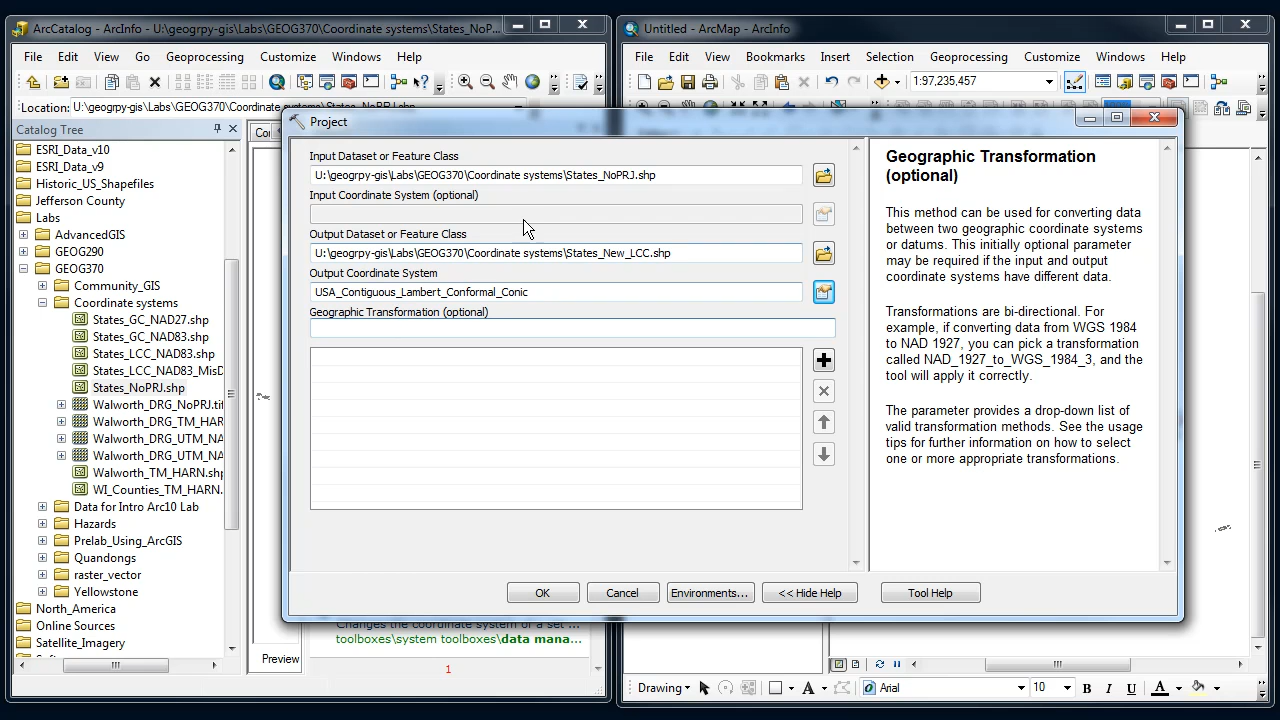 ArcCatalog - ArcInfo - U:\geogrpy-gis\Labs\GEOG370\Coordinate systems\States_NoP...
File Edit View Go Geoprocessing Customize Windows Help
Location: U:\geogrpy-gis\Labs\GEOG370\Coordinate systems\States_NoPRJ.shp
Catalog Tree
ESRI_Data_v10
ESRI_Data_v9
Historic_US_Shapefiles
Jefferson County
Labs
AdvancedGIS
GEOG290
GEOG370
Community_GIS
Coordinate systems
States_GC_NAD27.shp
States_GC_NAD83.shp
States_LCC_NAD83.shp
States_LCC_NAD83_MisD
States_NoPRJ.shp
Walworth_DRG_NoPRJ.tif
Walworth_DRG_TM_HAR
Walworth_DRG_UTM_NA
Walworth_DRG_UTM_NA
Walworth_TM_HARN.shp
WI_Counties_TM_HARN.
Data for Intro Arc10 Lab
Hazards
Prelab_Using_ArcGIS
Quandongs
raster_vector
Yellowstone
North_America
Online Sources
Satellite_Imagery
Preview
Changes the coordinate system of a set ...
toolboxes\system toolboxes\data mana...
1
Untitled - ArcMap - ArcInfo
File Edit View Bookmarks Insert Selection Geoprocessing Customize Windows Help
1:97,235,457
Project
Input Dataset or Feature Class
U:\geogrpy-gis\Labs\GEOG370\Coordinate systems\States_NoPRJ.shp
Input Coordinate System (optional)
Output Dataset or Feature Class
U:\geogrpy-gis\Labs\GEOG370\Coordinate systems\States_New_LCC.shp
Output Coordinate System
USA_Contiguous_Lambert_Conformal_Conic
Geographic Transformation (optional)
OK Cancel Environments... << Hide Help Tool Help
Geographic Transformation
(optional)
This method can be used for converting data
between two geographic coordinate systems
or datums. This initially optional parameter
may be required if the input and output
coordinate systems have different data.
Transformations are bi-directional. For
example, if converting data from WGS 1984
to NAD 1927, you can pick a transformation
called NAD_1927_to_WGS_1984_3, and the
tool will apply it correctly.
The parameter provides a drop-down list of
valid transformation methods. See the usage
tips for further information on how to select
one or more appropriate transformations.
Drawing Arial 10 B I U A